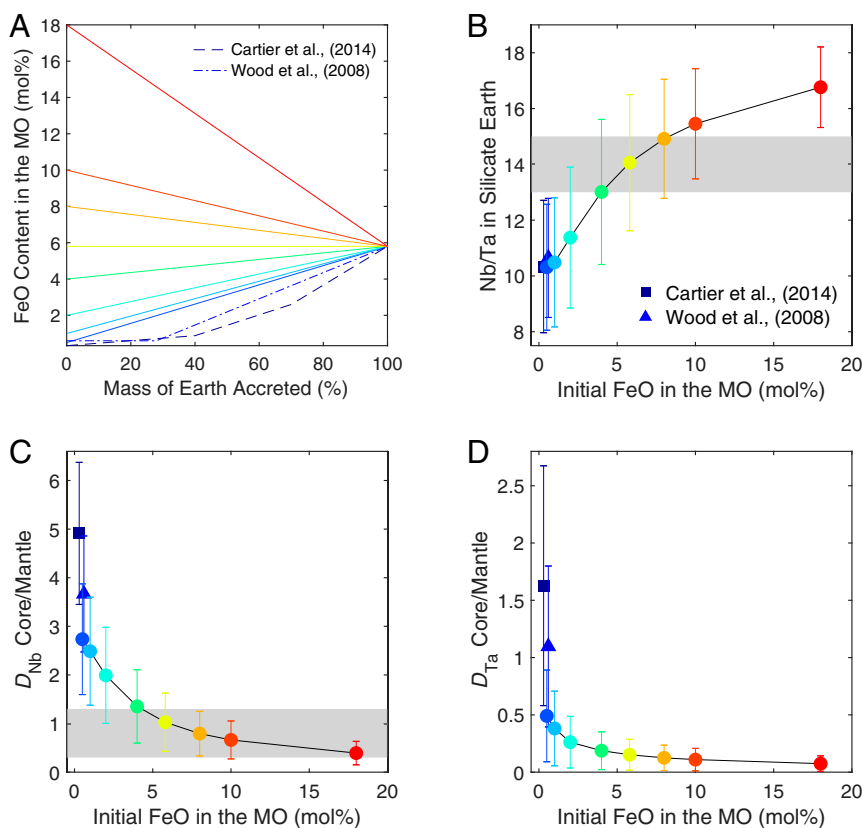 A
18
16
14
12
10
8
6
4
2
0 20 40 60 80 100
FeO Content in the MO (mol%)
Mass of Earth Accreted (%)
Cartier et al., (2014)
Wood et al., (2008)
B
18
16
14
12
10
8
0 5 10 15 20
Nb/Ta in Silicate Earth
Initial FeO in the MO (mol%)
Cartier et al., (2014)
Wood et al., (2008)
C
6
5
4
3
2
1
0
0 5 10 15 20
D_Nb Core/Mantle
Initial FeO in the MO (mol%)
D
2.5
2
1.5
1
0.5
0
0 5 10 15 20
D_Ta Core/Mantle
Initial FeO in the MO (mol%)